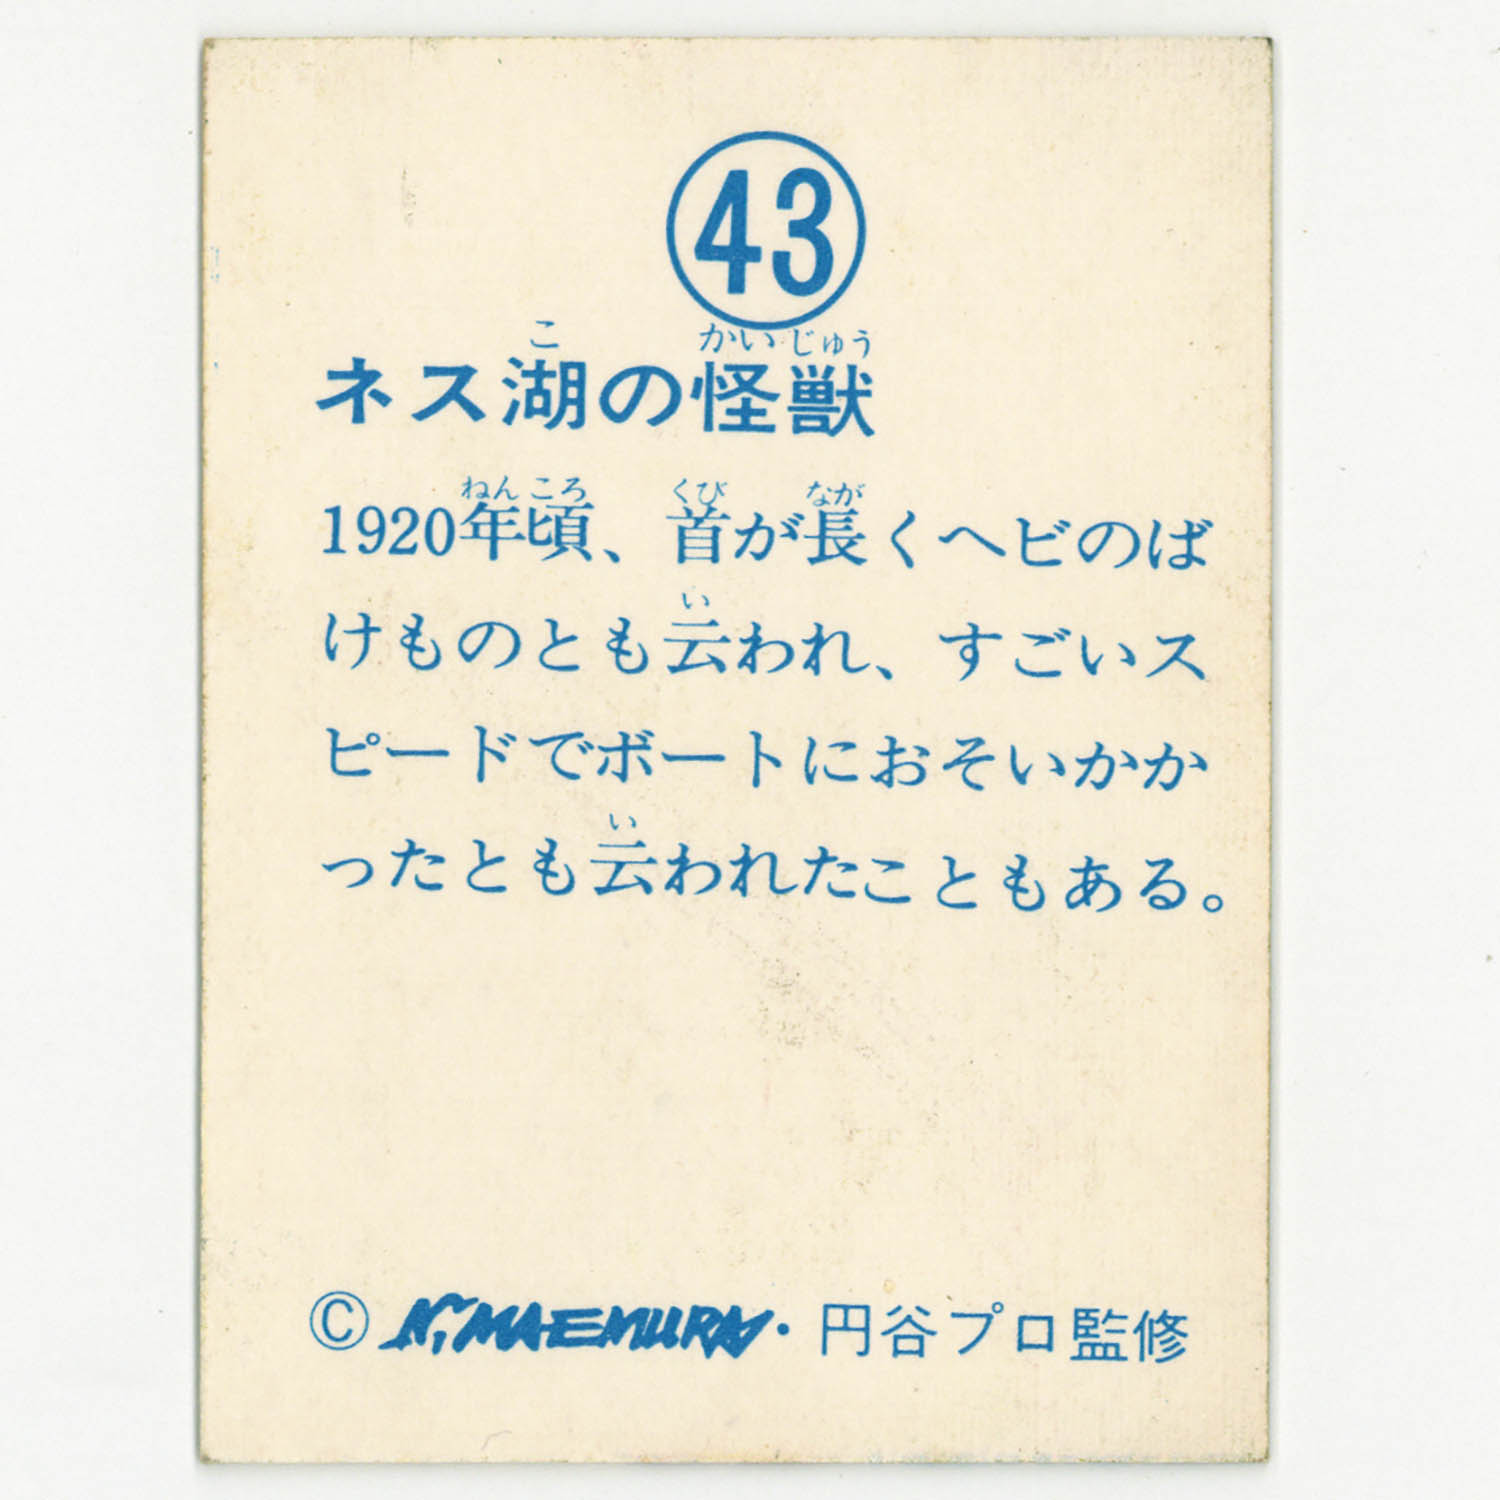 43
ネス湖の怪獣
1920年頃、首が長くヘビのば
けものとも云われ、すごいス
ピードでボートにおそいかか
ったとも云われたこともある。
© N.MAEMURA・円谷プロ監修